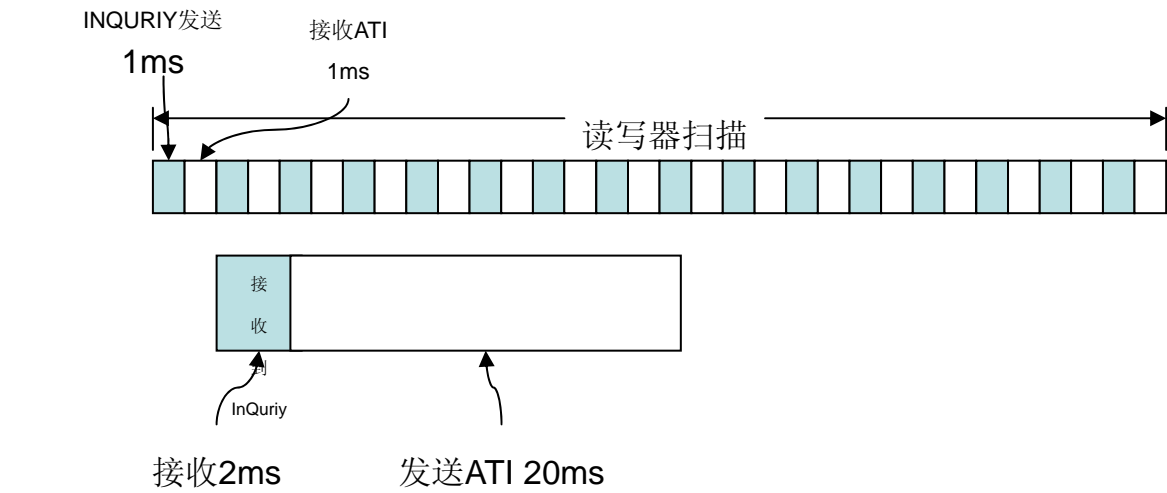 INQURIY发送
1ms
接收ATI
1ms
读写器扫描
接
收
到
InQuriy
接收2ms
发送ATI 20ms